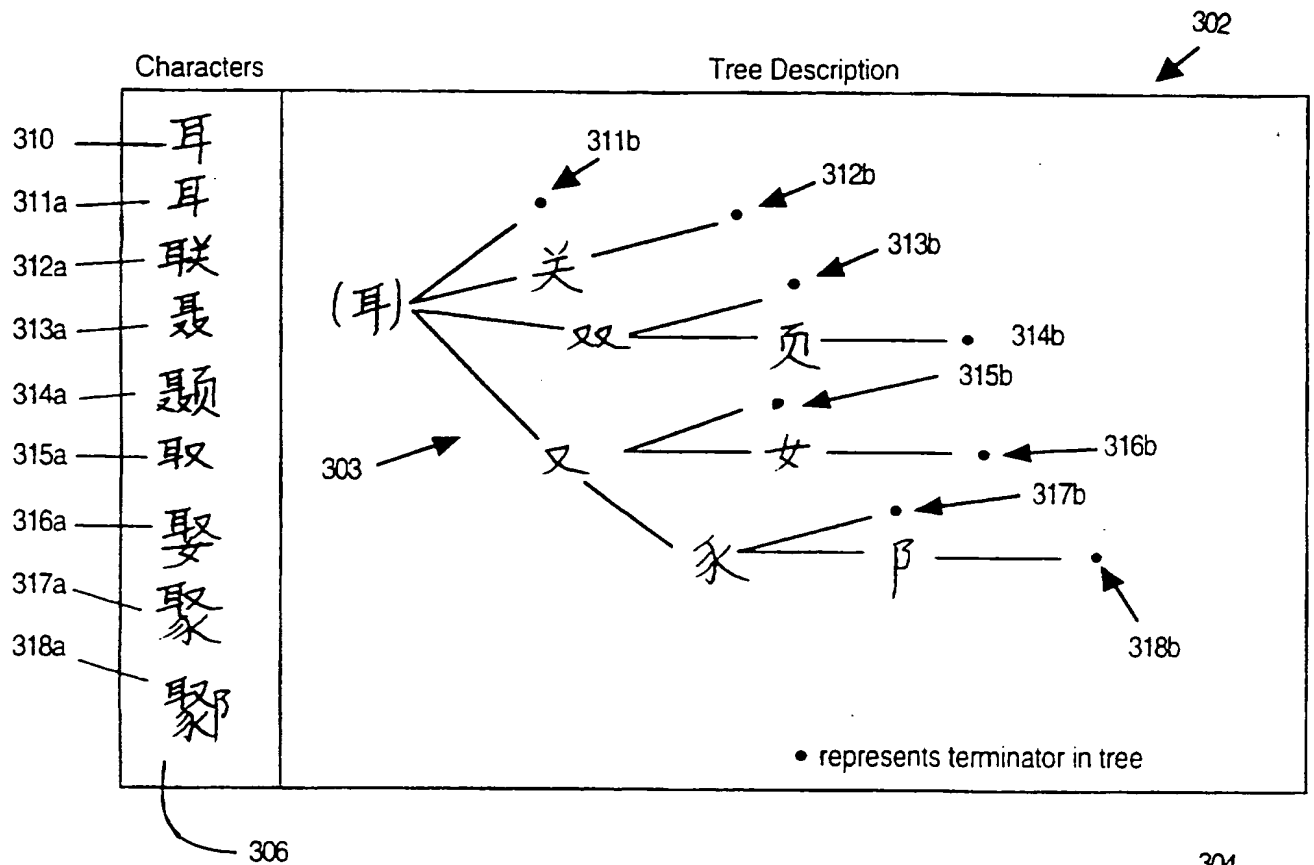 302
Characters Tree Description
310 耳
311a 耳
312a 联
313a 聂
314a 颞
315a 取
316a 娶
317a 聚
318a 鄹
311b
312b
关
313b
(耳)
双 页 314b
315b
303 又 女 316b
317b
豕 阝
318b
• represents terminator in tree
306
304